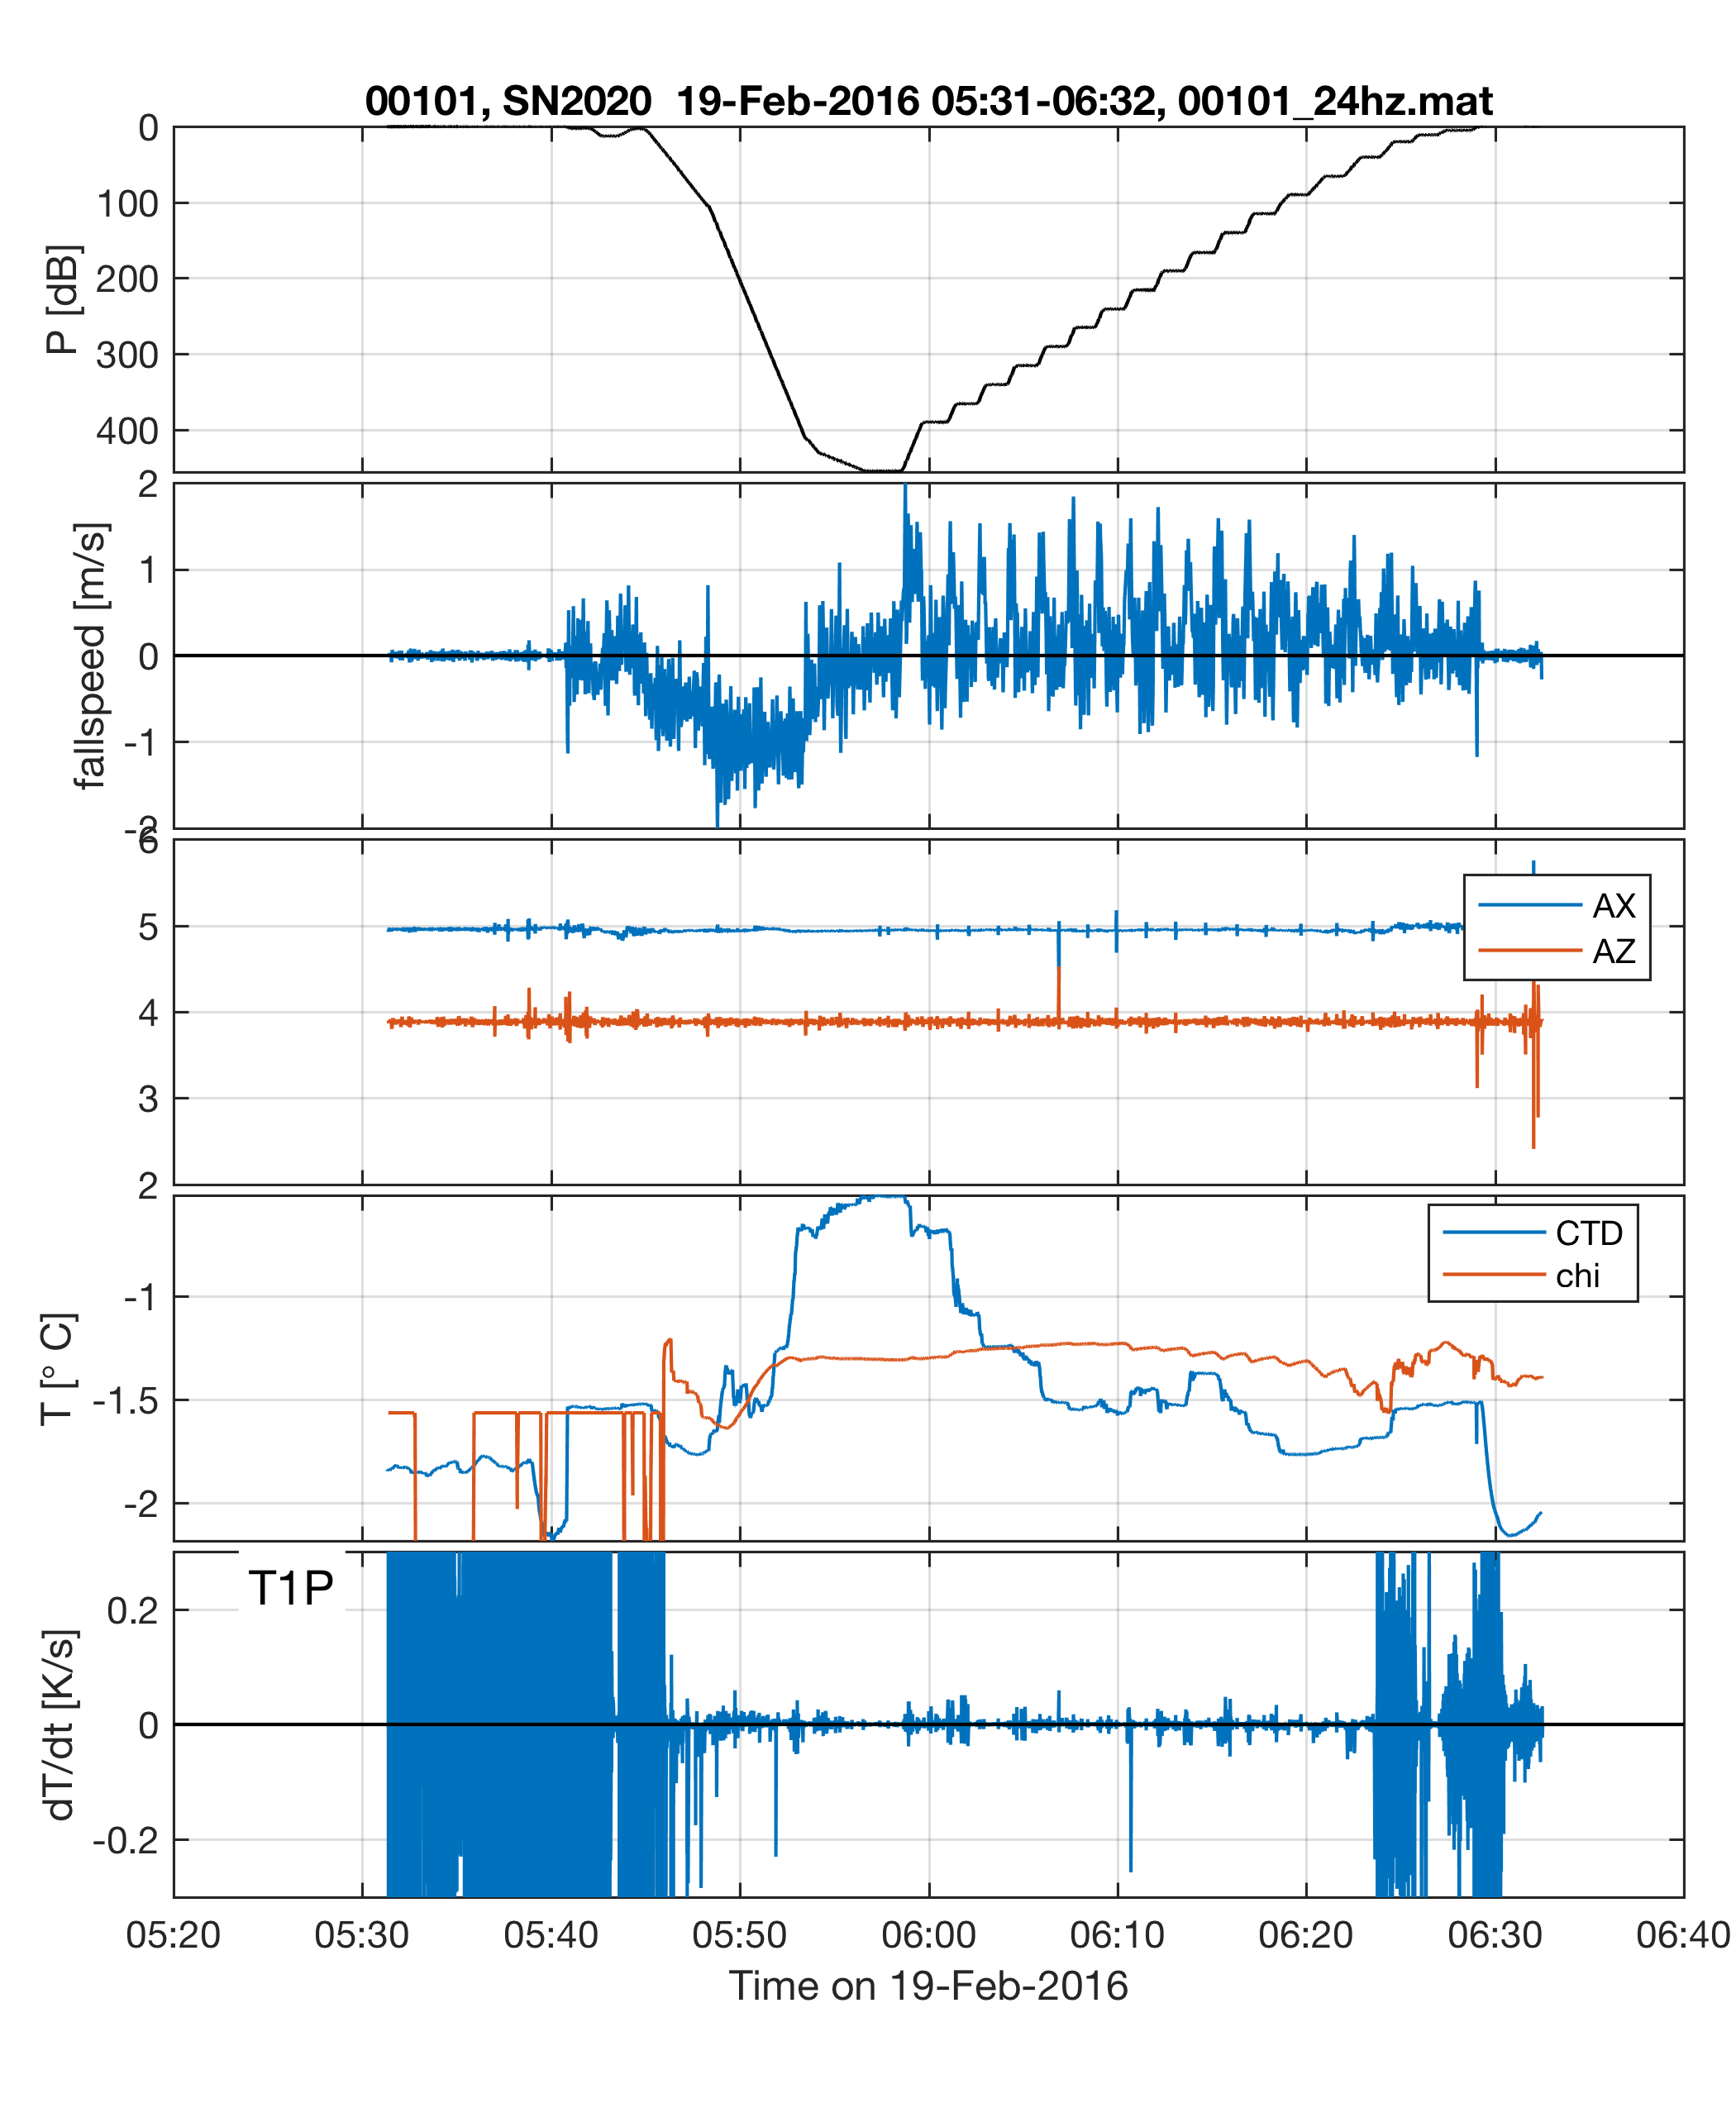 00101, SN2020  19-Feb-2016 05:31-06:32, 00101_24hz.mat
0
100
200
300
400
P [dB]
2
1
0
-1
-2
fallspeed [m/s]
6
5
4
3
2
AX
AZ
-1
-1.5
-2
T [° C]
CTD
chi
T1P
0.2
0
-0.2
dT/dt [K/s]
05:20 05:30 05:40 05:50 06:00 06:10 06:20 06:30 06:40
Time on 19-Feb-2016